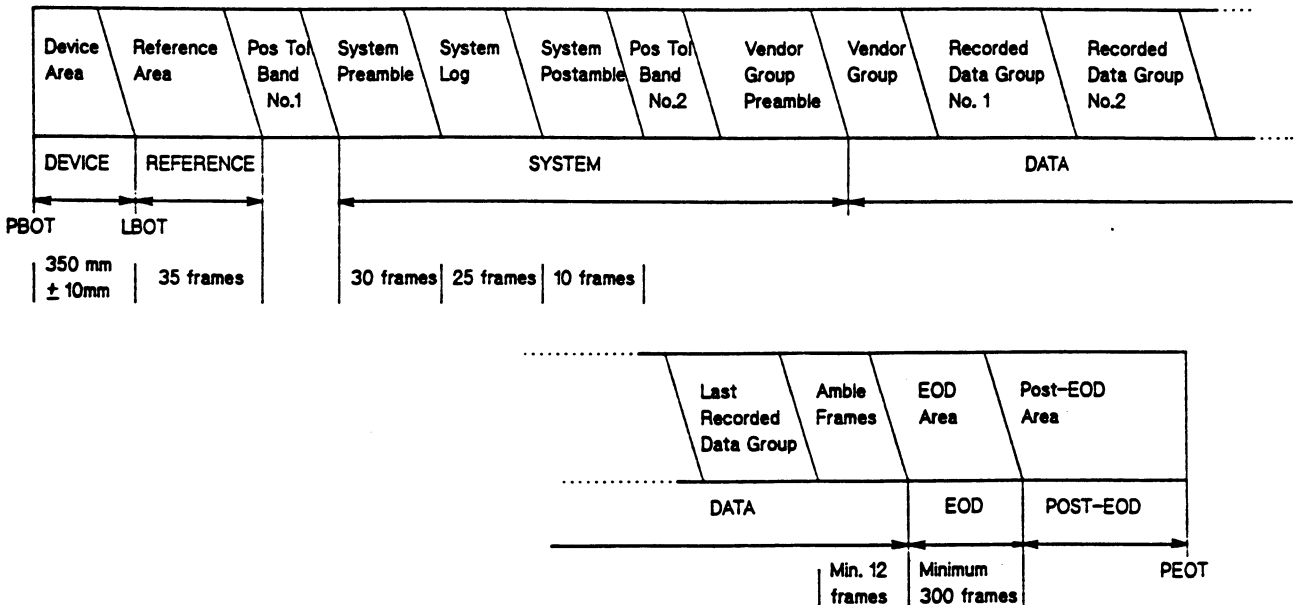 Device Area
Reference Area
Pos Tol Band No.1
System Preamble
System Log
System Postamble
Pos Tol Band No.2
Vendor Group Preamble
Vendor Group
Recorded Data Group No. 1
Recorded Data Group No.2
DEVICE
REFERENCE
SYSTEM
DATA
PBOT
LBOT
350 mm ± 10mm
35 frames
30 frames
25 frames
10 frames
Last Recorded Data Group
Amble Frames
EOD Area
Post-EOD Area
DATA
EOD
POST-EOD
PEOT
Min. 12 frames
Minimum 300 frames